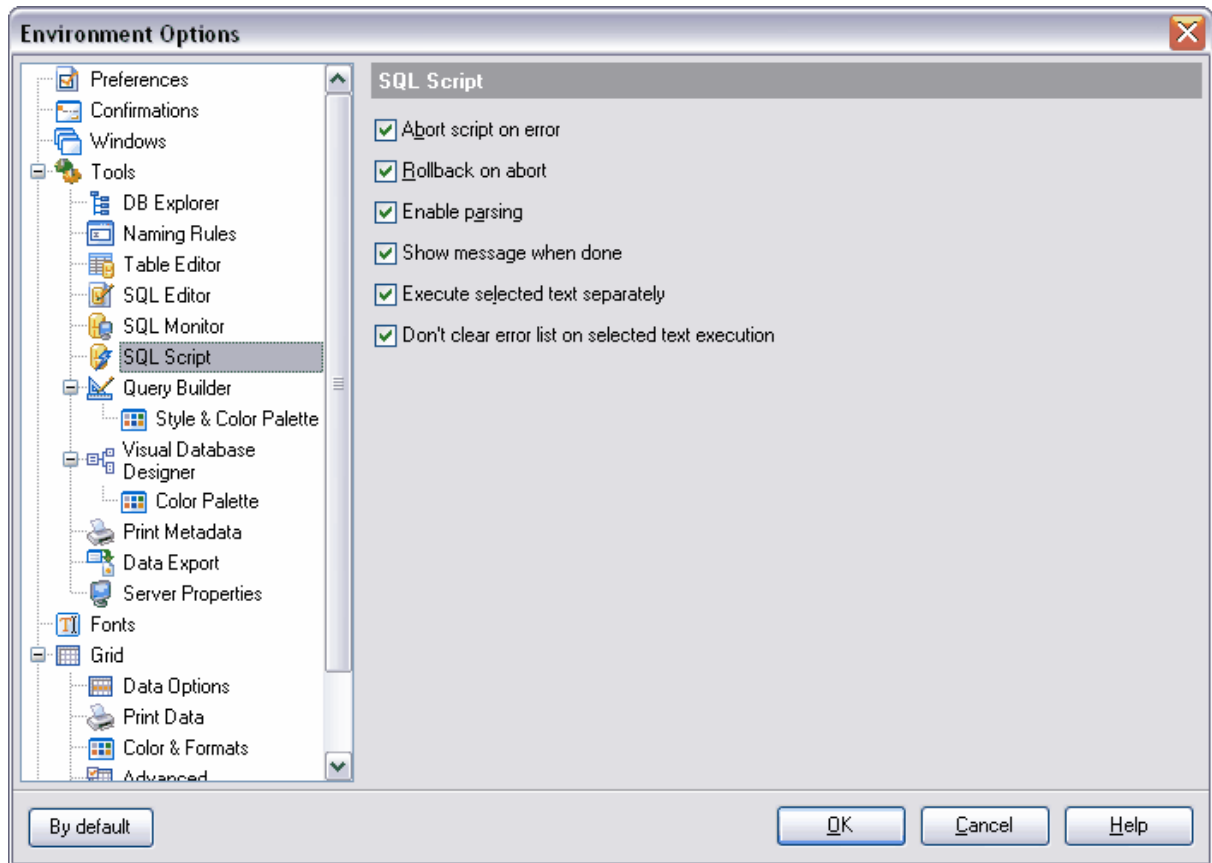 Environment Options
Preferences
Confirmations
Windows
Tools
DB Explorer
Naming Rules
Table Editor
SQL Editor
SQL Monitor
SQL Script
Query Builder
Style & Color Palette
Visual Database
Designer
Color Palette
Print Metadata
Data Export
Server Properties
Fonts
Grid
Data Options
Print Data
Color & Formats
Advanced
SQL Script
Abort script on error
Rollback on abort
Enable parsing
Show message when done
Execute selected text separately
Don't clear error list on selected text execution
By default
OK
Cancel
Help